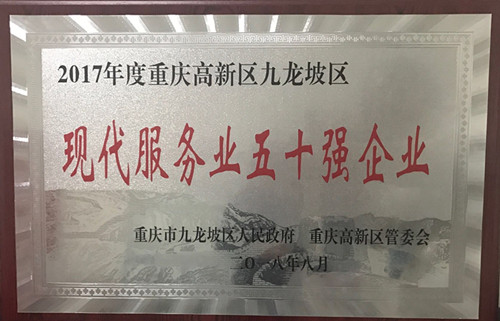 2017年度重庆高新区九龙坡区
现代服务业五十强企业
重庆市九龙坡区人民政府 重庆高新区管委会
二〇一八年八月